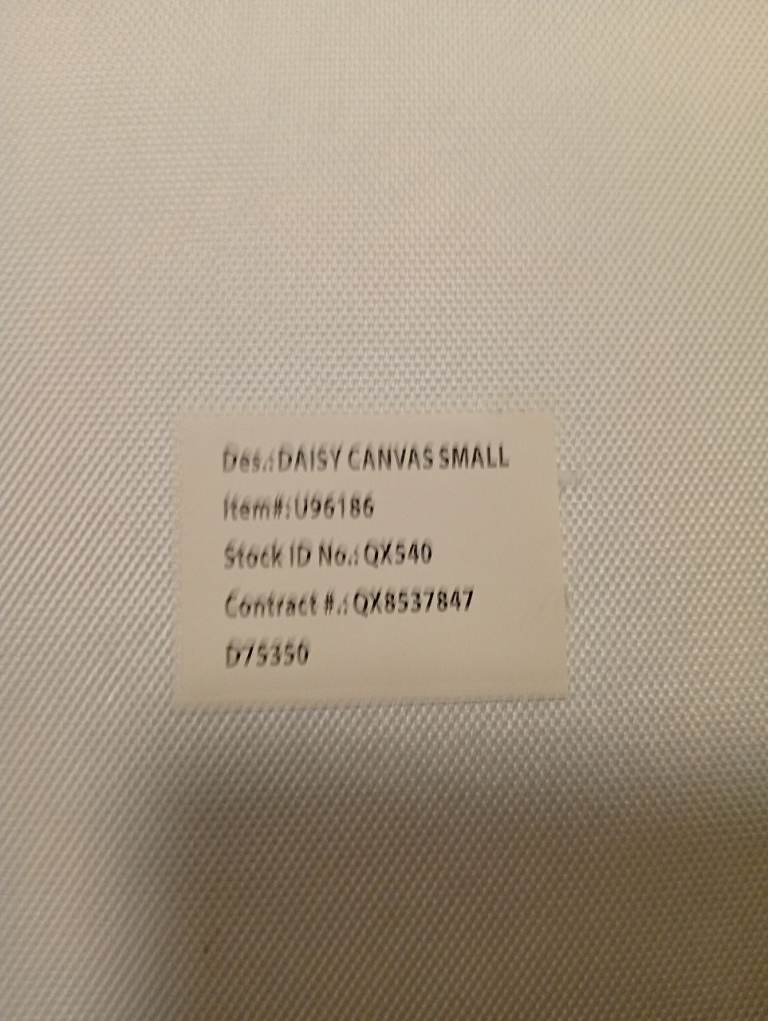 Des.: DAISY CANVAS SMALL
Item#: U96186
Stock ID No.: QX540
Contract #.: QX8537847
D75350